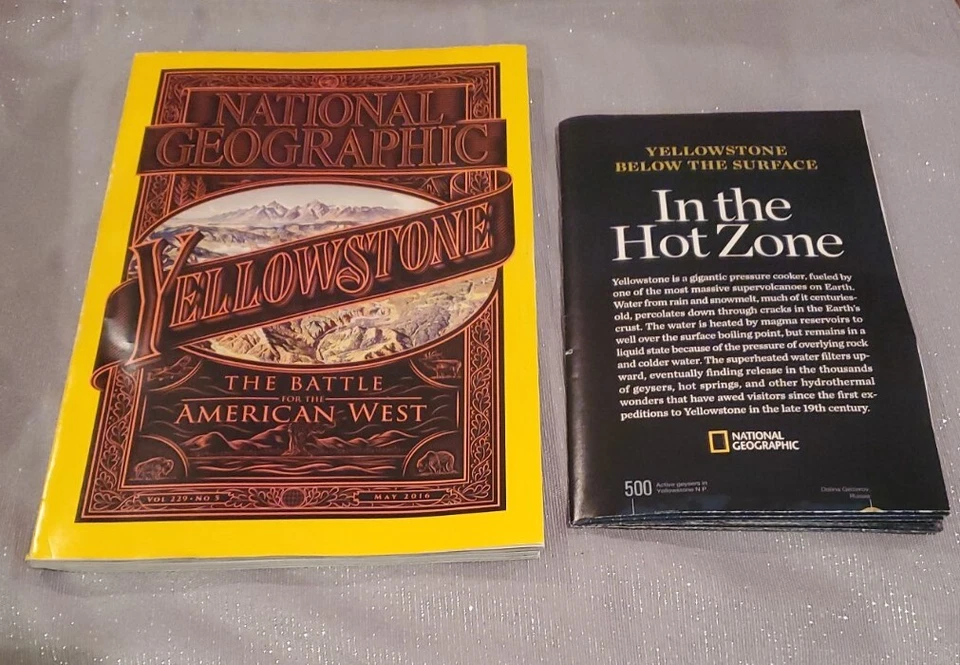 NATIONAL
GEOGRAPHIC
YELLOWSTONE
THE BATTLE
FOR THE
AMERICAN WEST
VOL 229 • NO 5
MAY 2016
YELLOWSTONE
BELOW THE SURFACE
In the
Hot Zone
Yellowstone is a gigantic pressure cooker, fueled by
one of the most massive supervolcanoes on Earth.
Water from rain and snowmelt, much of it centuries-
old, percolates down through cracks in the Earth's
crust. The water is heated by magma reservoirs to
well over the surface boiling point, but remains in a
liquid state because of the pressure of overlying rock
and colder water. The superheated water filters up-
ward, eventually finding release in the thousands
of geysers, hot springs, and other hydrothermal
wonders that have awed visitors since the first ex-
peditions to Yellowstone in the late 19th century.
NATIONAL
GEOGRAPHIC
500 Active geysers in
Yellowstone N.P.
Russia